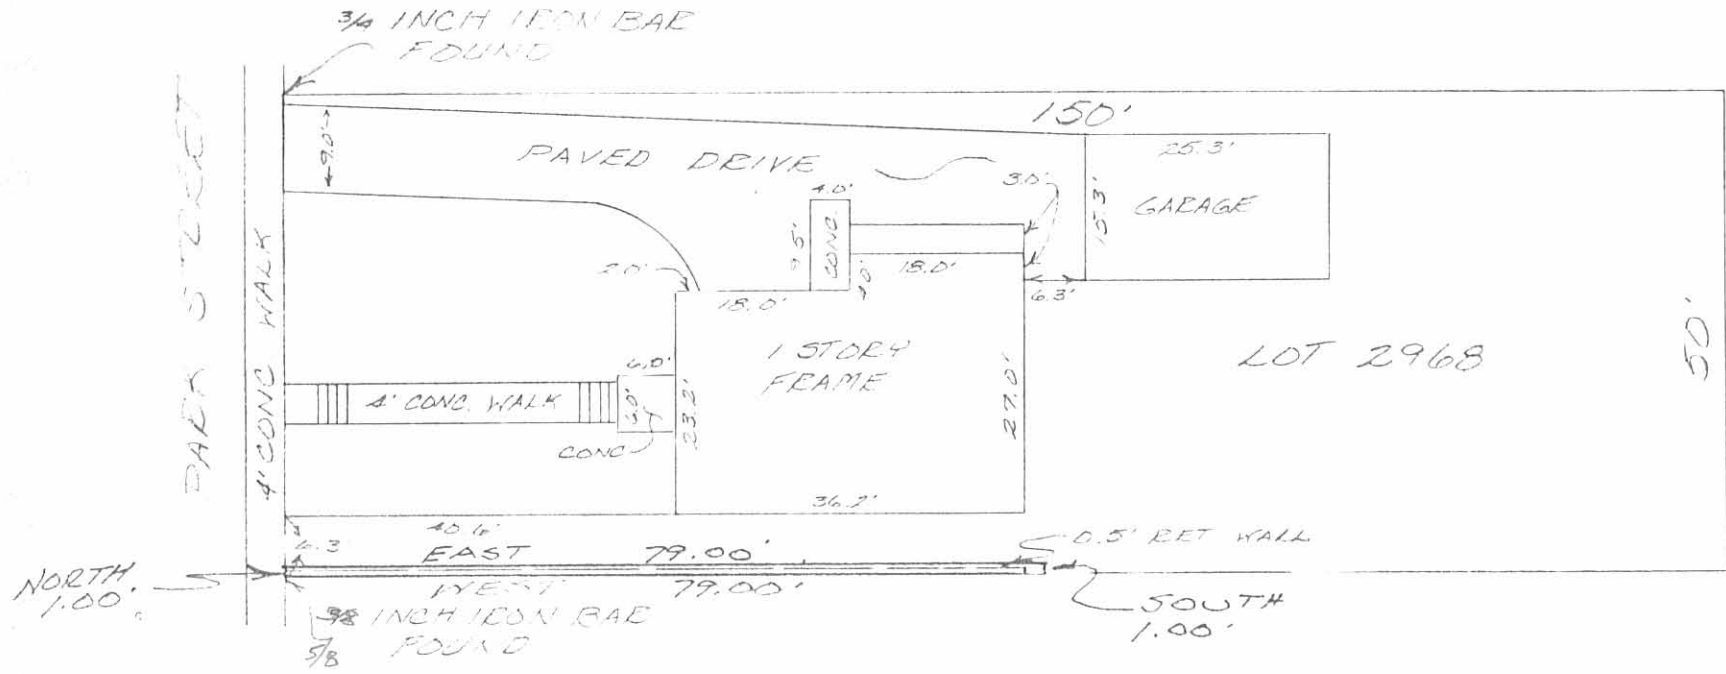 3/4 INCH IRON BAR
FOUND
PARK STREET
4' CONC WALK
150'
9.0'
PAVED DRIVE
25.3'
GARAGE
15.3'
3.0'
4.0'
CONC.
9.5'
18.0'
4.0'
6.3'
2.0'
18.0'
1 STORY
FRAME
LOT 2968
50'
6.0'
6.0'
4' CONC. WALK
CONC
23.2'
27.0'
36.2'
40.6'
6.3
EAST 79.00'
0.5' RET WALL
WEST 79.00'
NORTH
1.00'
SOUTH
1.00'
3/8 INCH IRON BAR
5/8 FOUND